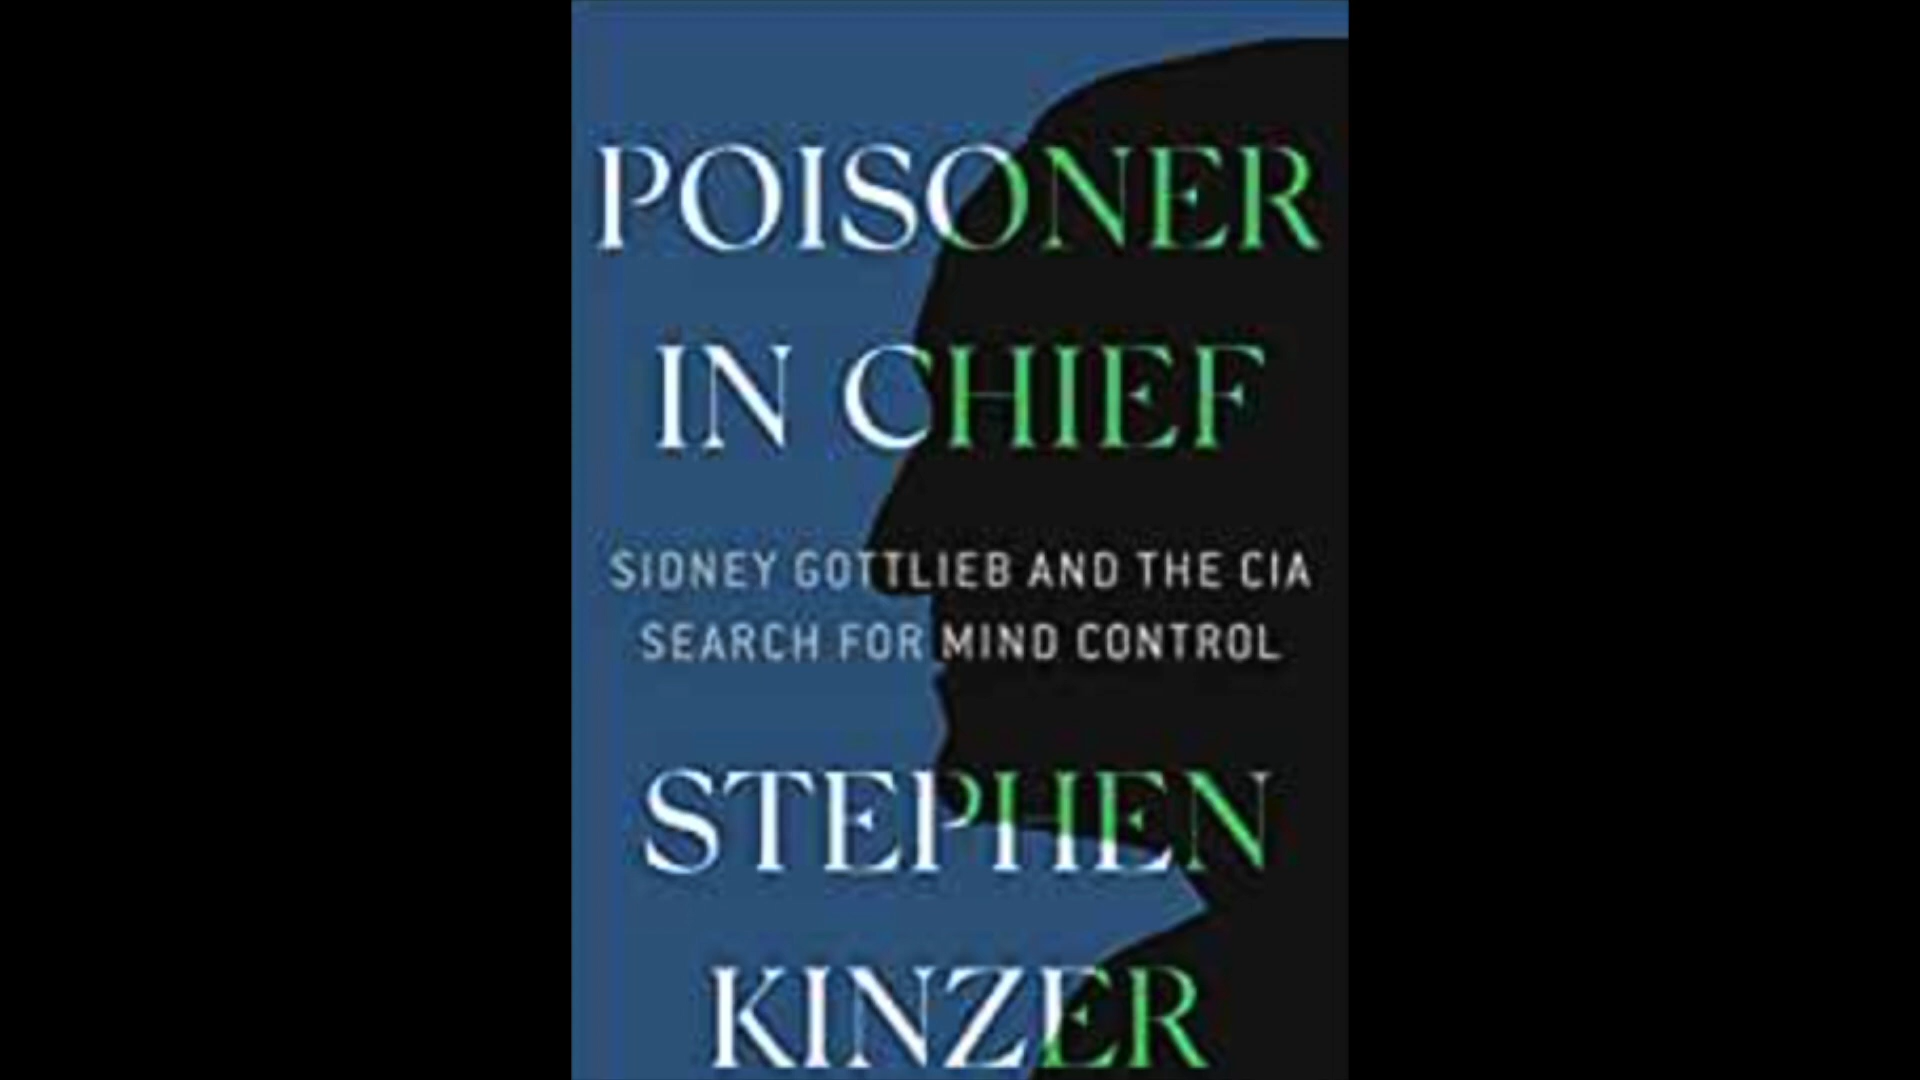 POISONER
IN CHIEF
SIDNEY GOTTLIEB AND THE CIA
SEARCH FOR MIND CONTROL
STEPHEN
KINZER